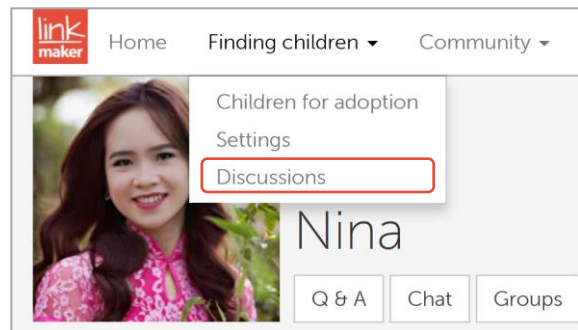 link
maker
Home Finding children Community
Children for adoption
Settings
Discussions
Nina
Q & A Chat Groups